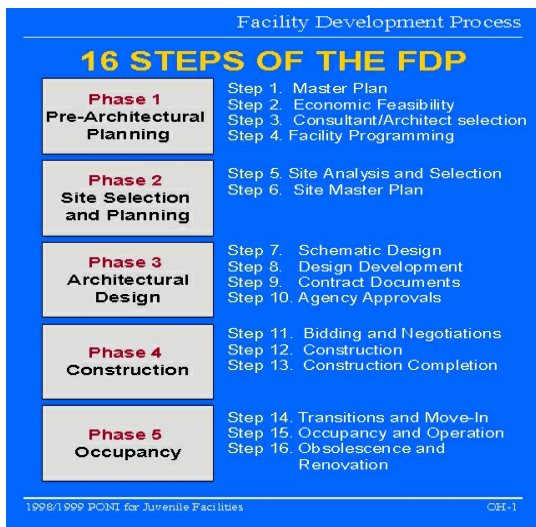 Facility Development Process
16 STEPS OF THE FDP
Phase 1
Pre-Architectural
Planning
Step 1. Master Plan
Step 2. Economic Feasibility
Step 3. Consultant/Architect selection
Step 4. Facility Programming
Phase 2
Site Selection
and Planning
Step 5. Site Analysis and Selection
Step 6. Site Master Plan
Phase 3
Architectural
Design
Step 7. Schematic Design
Step 8. Design Development
Step 9. Contract Documents
Step 10. Agency Approvals
Phase 4
Construction
Step 11. Bidding and Negotiations
Step 12. Construction
Step 13. Construction Completion
Phase 5
Occupancy
Step 14. Transitions and Move-In
Step 15. Occupancy and Operation
Step 16. Obsolescence and
Renovation
1998/1999 PONI for Juvenile Facilities
OH-1